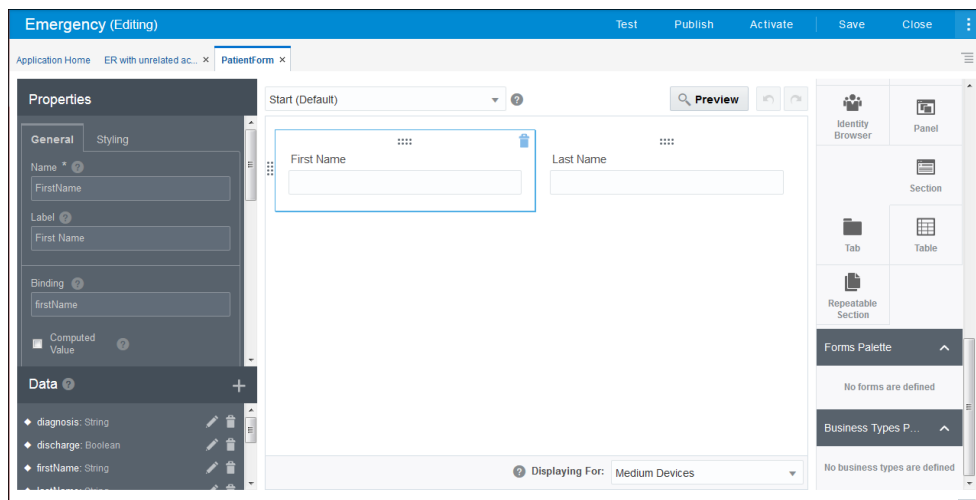 Emergency (Editing)
Test
Publish
Activate
Save
Close
Application Home
ER with unrelated ac...
PatientForm
Properties
General
Styling
Name *
FirstName
Label
First Name
Binding
firstName
Computed
Value
Data
diagnosis: String
discharge: Boolean
firstName: String
Start (Default)
Preview
First Name
Last Name
Displaying For:
Medium Devices
Identity
Browser
Panel
Section
Tab
Table
Repeatable
Section
Forms Palette
No forms are defined
Business Types P...
No business types are defined